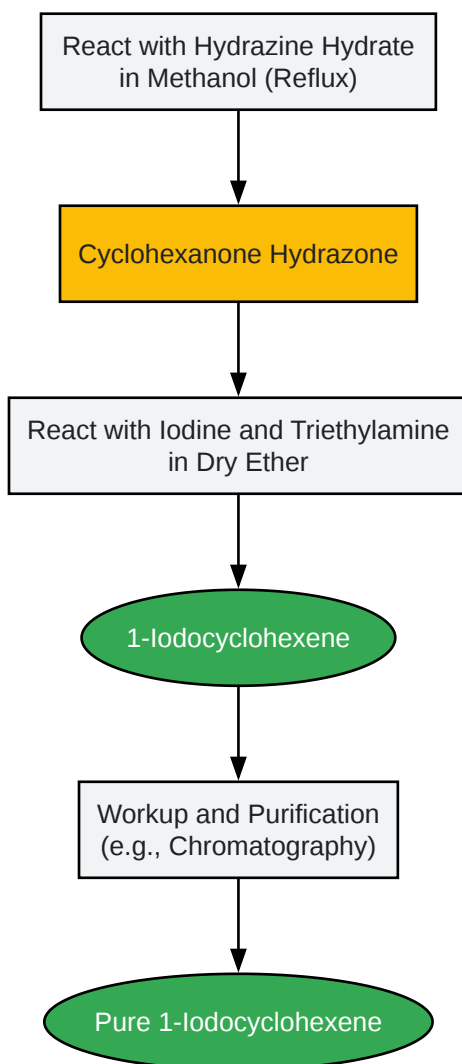 React with Hydrazine Hydrate
in Methanol (Reflux)
Cyclohexanone Hydrazone
React with Iodine and Triethylamine
in Dry Ether
1-Iodocyclohexene
Workup and Purification
(e.g., Chromatography)
Pure 1-Iodocyclohexene